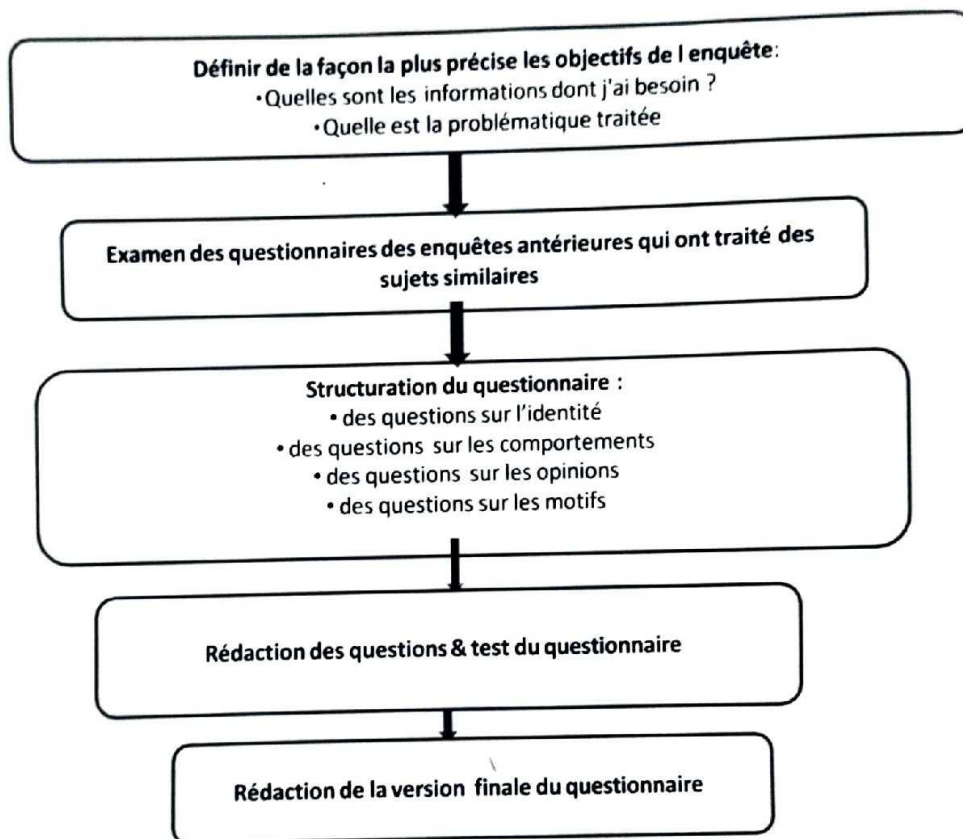 Définir de la façon la plus précise les objectifs de l enquête:
•Quelles sont les informations dont j'ai besoin ?
•Quelle est la problématique traitée
Examen des questionnaires des enquêtes antérieures qui ont traité des
sujets similaires
Structuration du questionnaire :
• des questions sur l'identité
• des questions sur les comportements
• des questions sur les opinions
• des questions sur les motifs
Rédaction des questions & test du questionnaire
Rédaction de la version finale du questionnaire